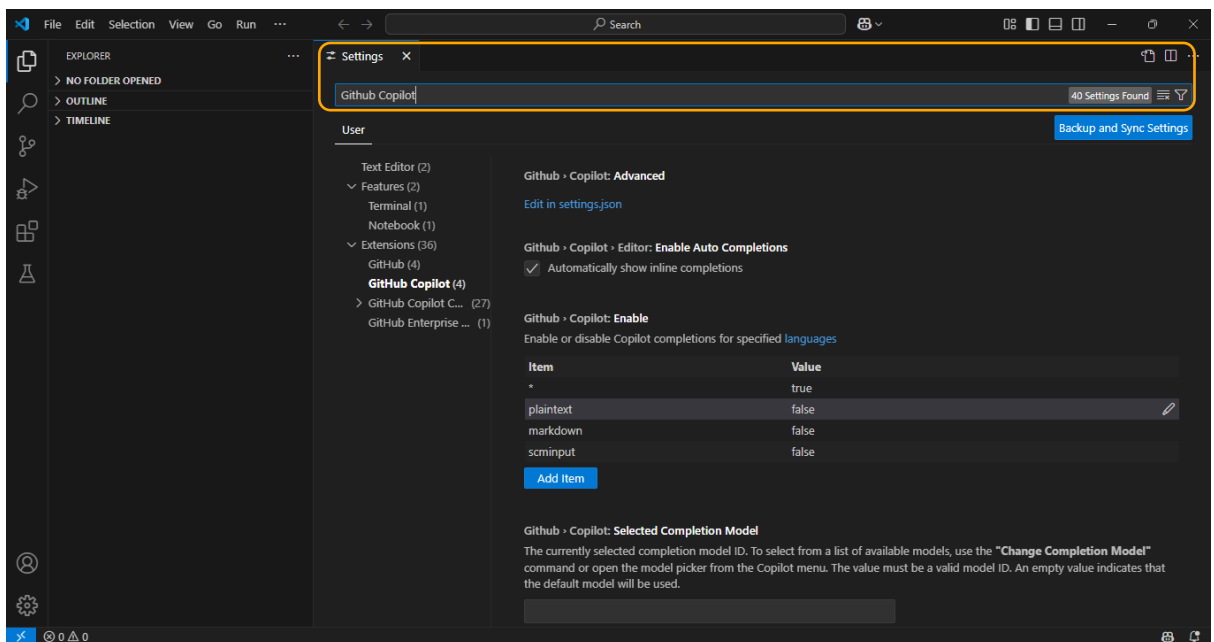 File Edit Selection View Go Run ··· Search
EXPLORER ···
NO FOLDER OPENED
OUTLINE
TIMELINE
Settings
Github Copilot 40 Settings Found
User Backup and Sync Settings
Text Editor (2)
Features (2)
Terminal (1)
Notebook (1)
Extensions (36)
GitHub (4)
GitHub Copilot (4)
GitHub Copilot C... (27)
GitHub Enterprise ... (1)
Github › Copilot: Advanced
Edit in settings.json
Github › Copilot › Editor: Enable Auto Completions
Automatically show inline completions
Github › Copilot: Enable
Enable or disable Copilot completions for specified languages
Item Value
* true
plaintext false
markdown false
scminput false
Add Item
Github › Copilot: Selected Completion Model
The currently selected completion model ID. To select from a list of available models, use the "Change Completion Model"
command or open the model picker from the Copilot menu. The value must be a valid model ID. An empty value indicates that
the default model will be used.
0 0